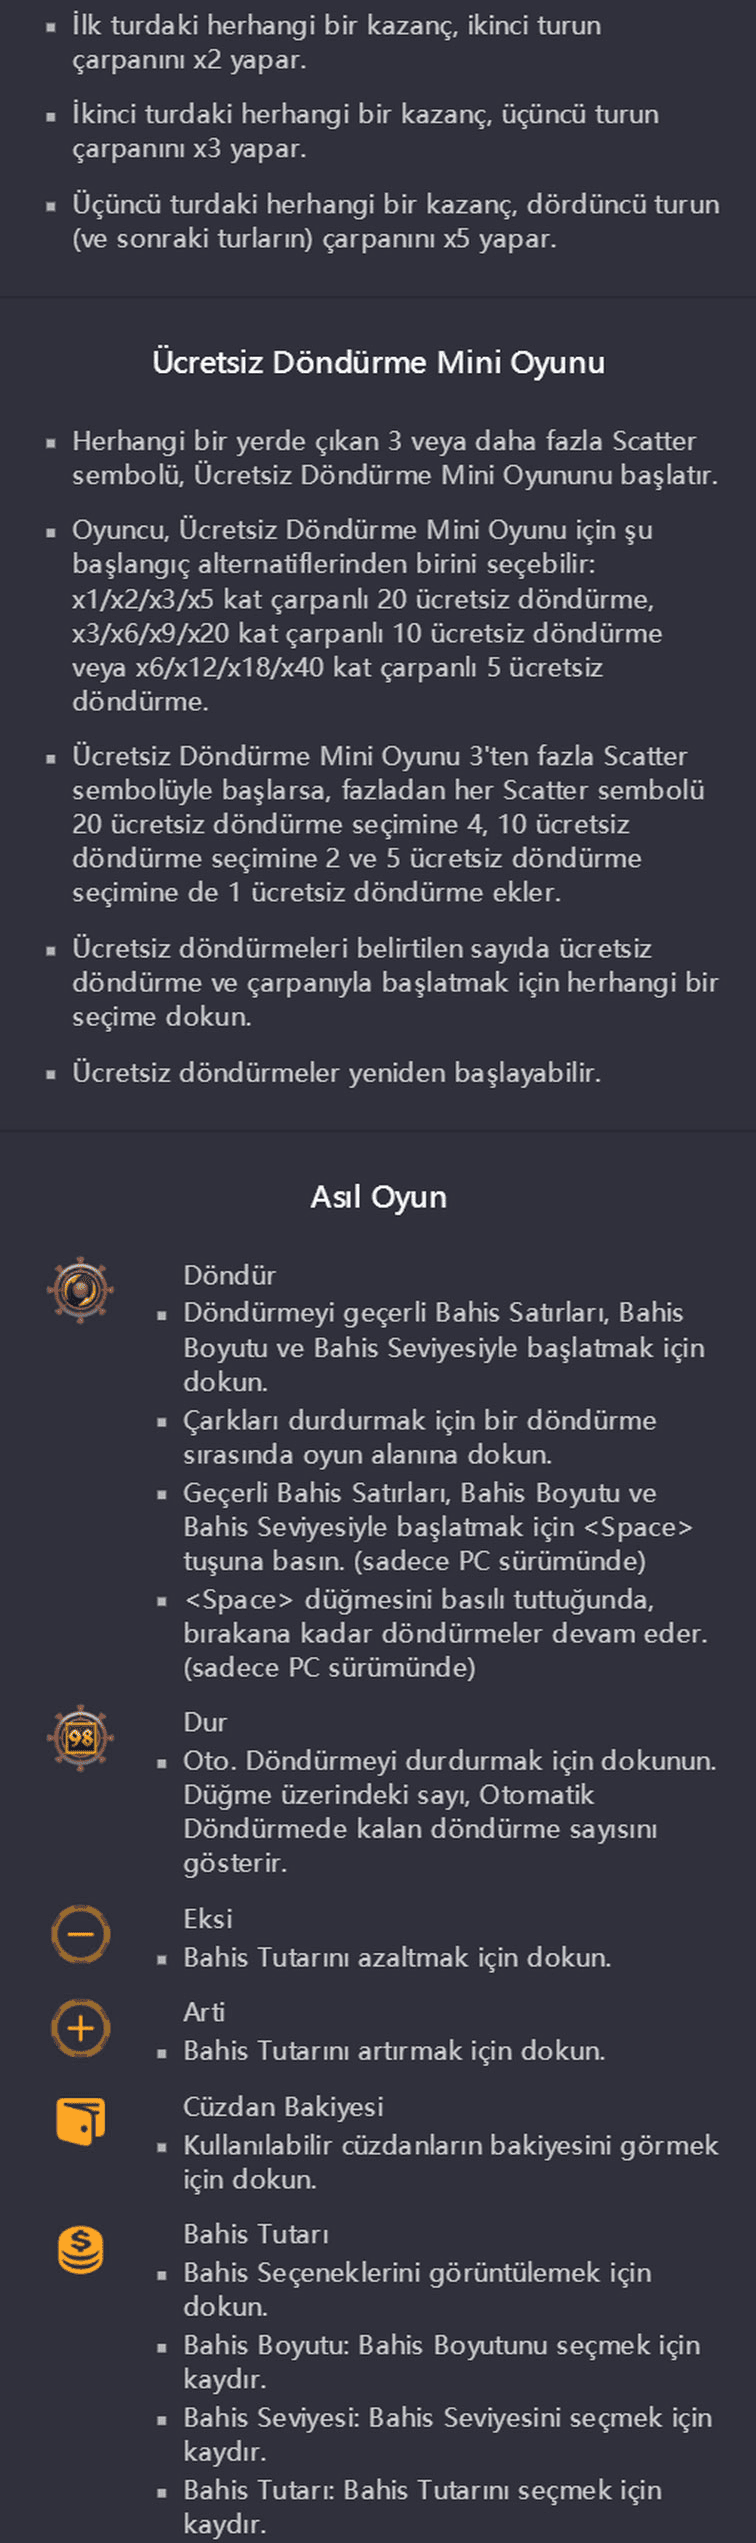 ▪ İlk turdaki herhangi bir kazanç, ikinci turun
çarpanını x2 yapar.
▪ İkinci turdaki herhangi bir kazanç, üçüncü turun
çarpanını x3 yapar.
▪ Üçüncü turdaki herhangi bir kazanç, dördüncü turun
(ve sonraki turların) çarpanını x5 yapar.
Ücretsiz Döndürme Mini Oyunu
▪ Herhangi bir yerde çıkan 3 veya daha fazla Scatter
sembolü, Ücretsiz Döndürme Mini Oyununu başlatır.
▪ Oyuncu, Ücretsiz Döndürme Mini Oyunu için şu
başlangıç alternatiflerinden birini seçebilir:
x1/x2/x3/x5 kat çarpanlı 20 ücretsiz döndürme,
x3/x6/x9/x20 kat çarpanlı 10 ücretsiz döndürme
veya x6/x12/x18/x40 kat çarpanlı 5 ücretsiz
döndürme.
▪ Ücretsiz Döndürme Mini Oyunu 3'ten fazla Scatter
sembolüyle başlarsa, fazladan her Scatter sembolü
20 ücretsiz döndürme seçimine 4, 10 ücretsiz
döndürme seçimine 2 ve 5 ücretsiz döndürme
seçimine de 1 ücretsiz döndürme ekler.
▪ Ücretsiz döndürmeleri belirtilen sayıda ücretsiz
döndürme ve çarpanıyla başlatmak için herhangi bir
seçime dokun.
▪ Ücretsiz döndürmeler yeniden başlayabilir.
Asıl Oyun
Döndür
▪ Döndürmeyi geçerli Bahis Satırları, Bahis
Boyutu ve Bahis Seviyesiyle başlatmak için
dokun.
▪ Çarkları durdurmak için bir döndürme
sırasında oyun alanına dokun.
▪ Geçerli Bahis Satırları, Bahis Boyutu ve
Bahis Seviyesiyle başlatmak için <Space>
tuşuna basın. (sadece PC sürümünde)
▪ <Space> düğmesini basılı tuttuğunda,
bırakana kadar döndürmeler devam eder.
(sadece PC sürümünde)
98
Dur
▪ Oto. Döndürmeyi durdurmak için dokunun.
Düğme üzerindeki sayı, Otomatik
Döndürmede kalan döndürme sayısını
gösterir.
Eksi
▪ Bahis Tutarını azaltmak için dokun.
Arti
▪ Bahis Tutarını artırmak için dokun.
Cüzdan Bakiyesi
▪ Kullanılabilir cüzdanların bakiyesini görmek
için dokun.
$
Bahis Tutarı
▪ Bahis Seçeneklerini görüntülemek için
dokun.
▪ Bahis Boyutu: Bahis Boyutunu seçmek için
kaydır.
▪ Bahis Seviyesi: Bahis Seviyesini seçmek için
kaydır.
▪ Bahis Tutarı: Bahis Tutarını seçmek için
kaydır.